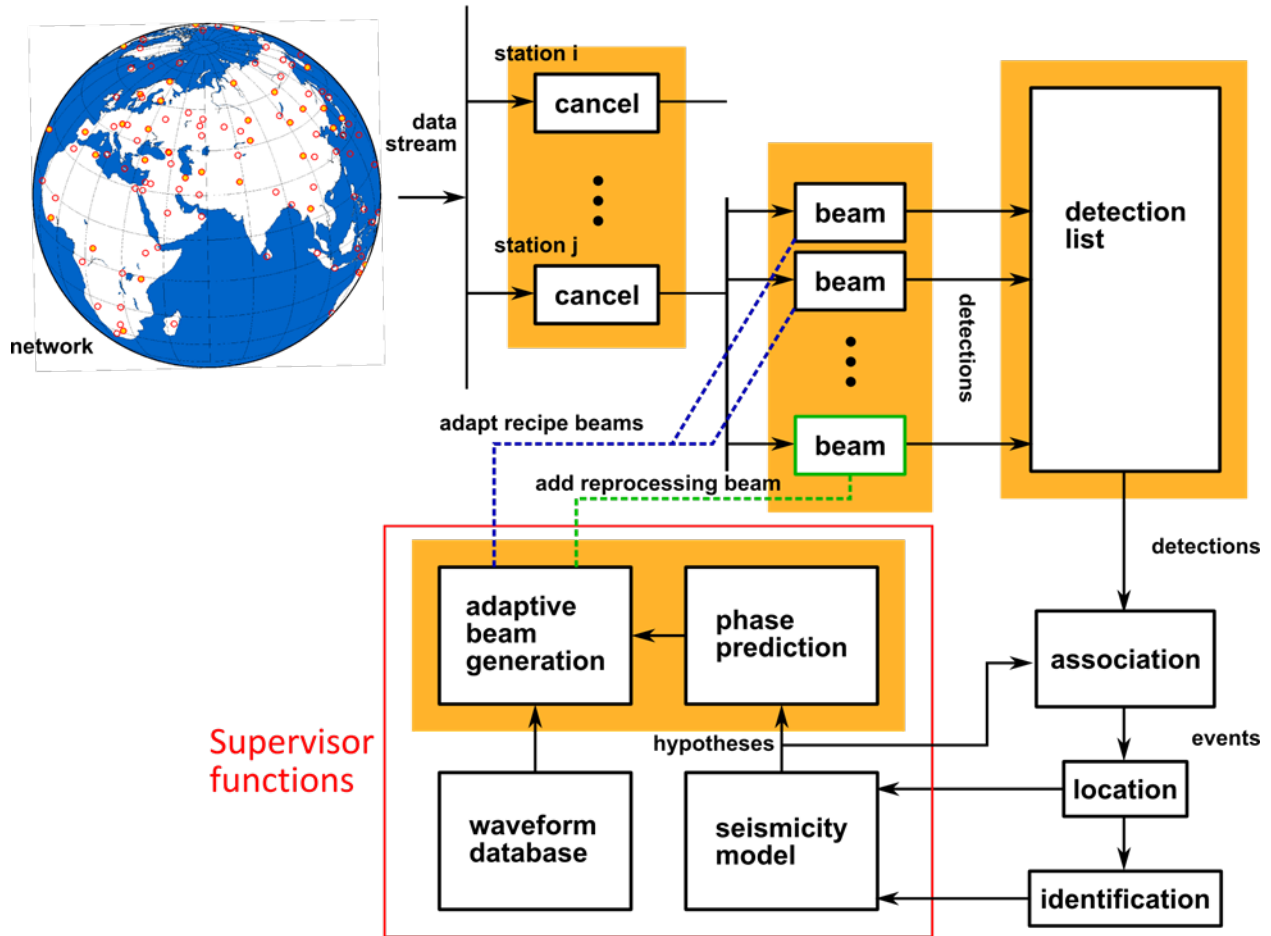 station i
cancel
data
stream
station j
cancel
network
beam
beam
beam
detections
detection
list
adapt recipe beams
add reprocessing beam
detections
adaptive
beam
generation
phase
prediction
association
Supervisor
functions
hypotheses
events
waveform
database
seismicity
model
location
identification